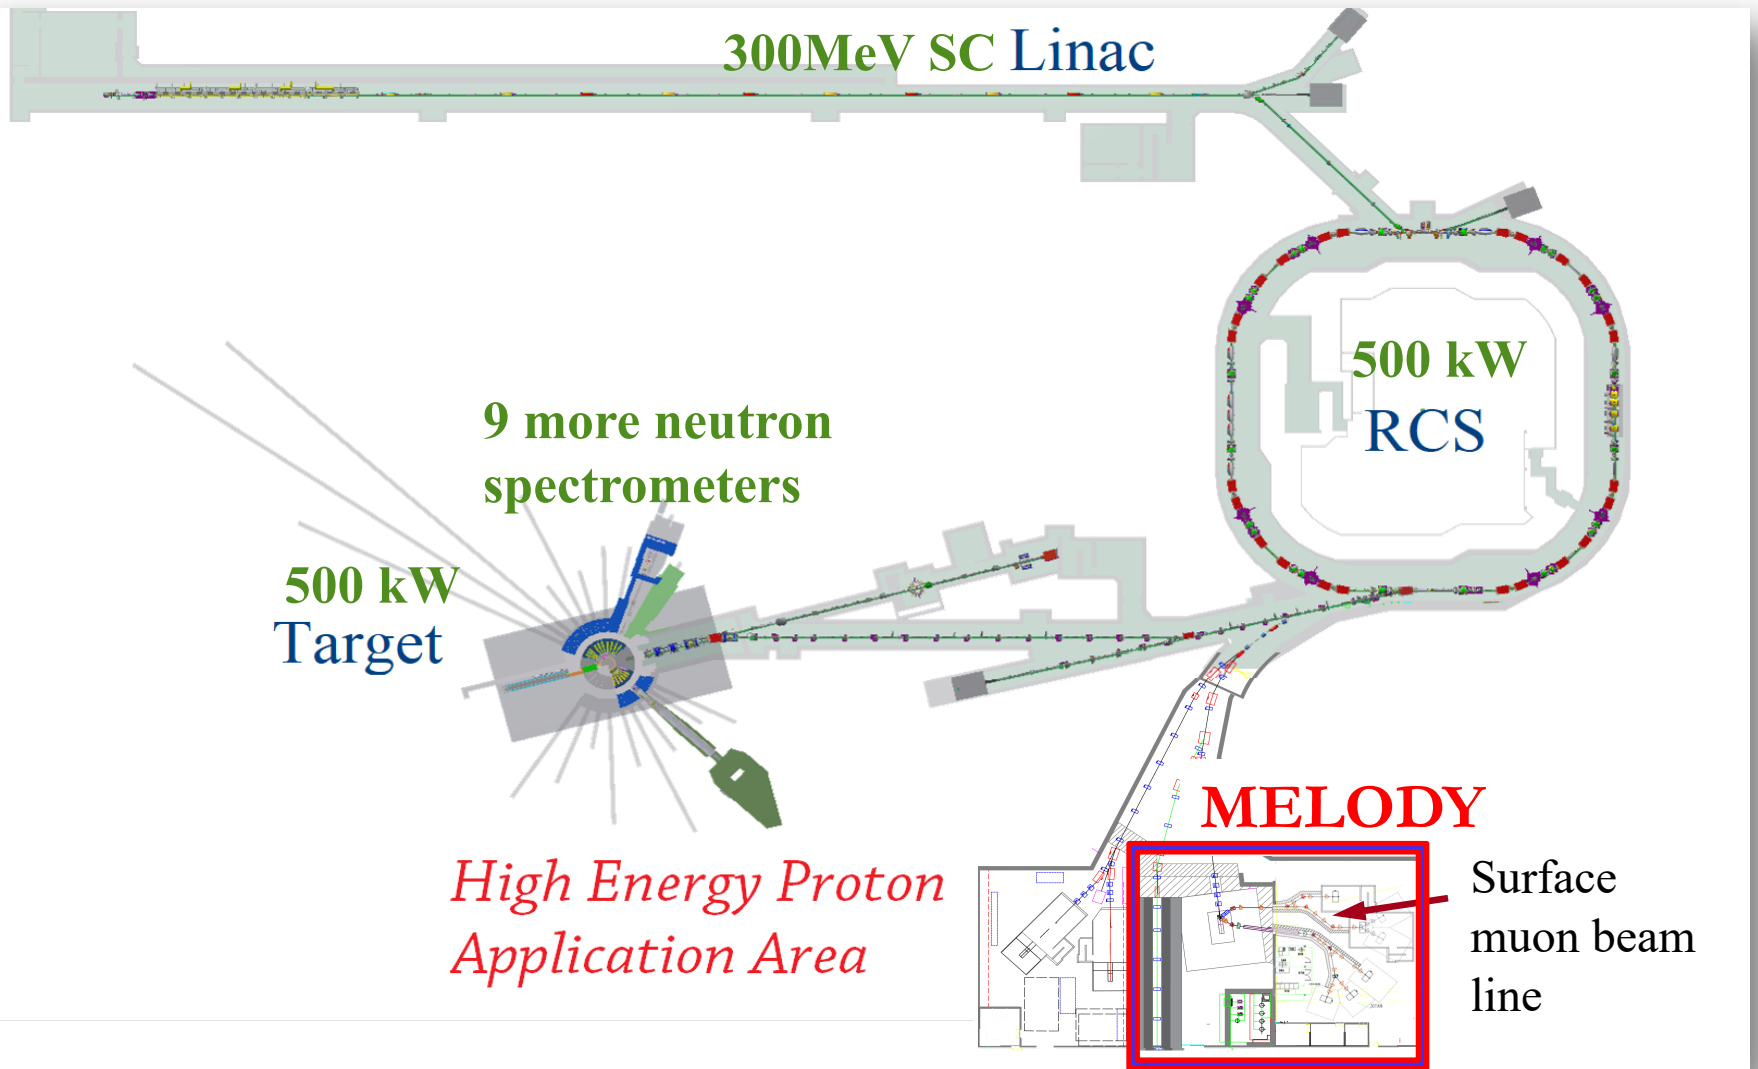 300MeV SC Linac
500 kW
RCS
9 more neutron
spectrometers
500 kW
Target
MELODY
High Energy Proton
Application Area
Surface
muon beam
line